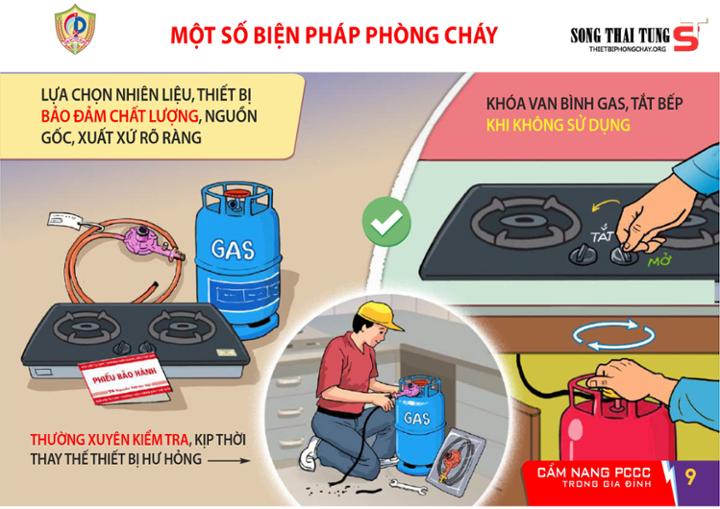 MỘT SỐ BIỆN PHÁP PHÒNG CHÁY
SONG THAI TUNG
THIETBIPHONGCHAY.ORG
LỰA CHỌN NHIÊN LIỆU, THIẾT BỊ
BẢO ĐẢM CHẤT LƯỢNG, NGUỒN
GỐC, XUẤT XỨ RÕ RÀNG
KHÓA VAN BÌNH GAS, TẮT BẾP
KHI KHÔNG SỬ DỤNG
TẮT
MỞ
GAS
PHIẾU BẢO HÀNH
GAS
THƯỜNG XUYÊN KIỂM TRA, KỊP THỜI
THAY THẾ THIẾT BỊ HƯ HỎNG
CẨM NANG PCCC
TRONG GIA ĐÌNH
9